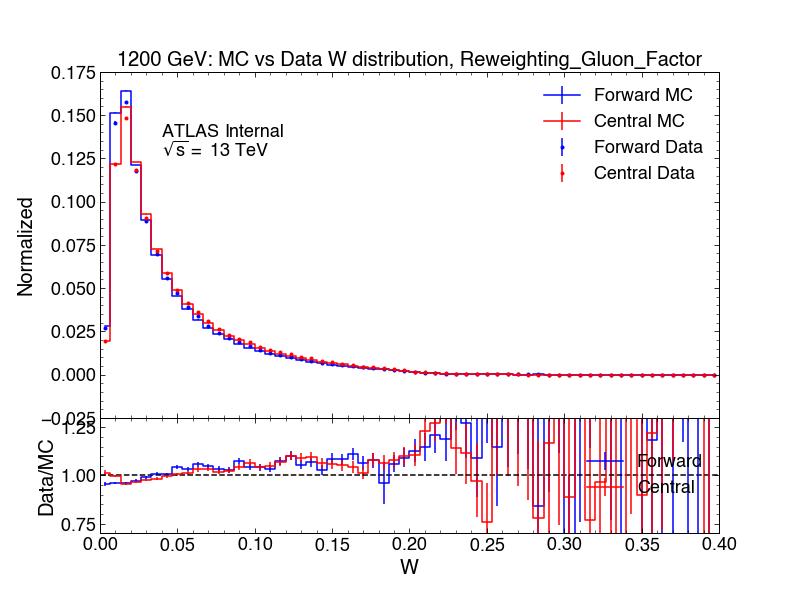 1200 GeV: MC vs Data W distribution, Reweighting_Gluon_Factor
0.175
0.150
0.125
0.100
0.075
0.050
0.025
0.000
−0.025
Normalized
ATLAS Internal
√s = 13 TeV
Forward MC
Central MC
Forward Data
Central Data
1.25
1.00
0.75
Data/MC
Forward
Central
0.00 0.05 0.10 0.15 0.20 0.25 0.30 0.35 0.40
W